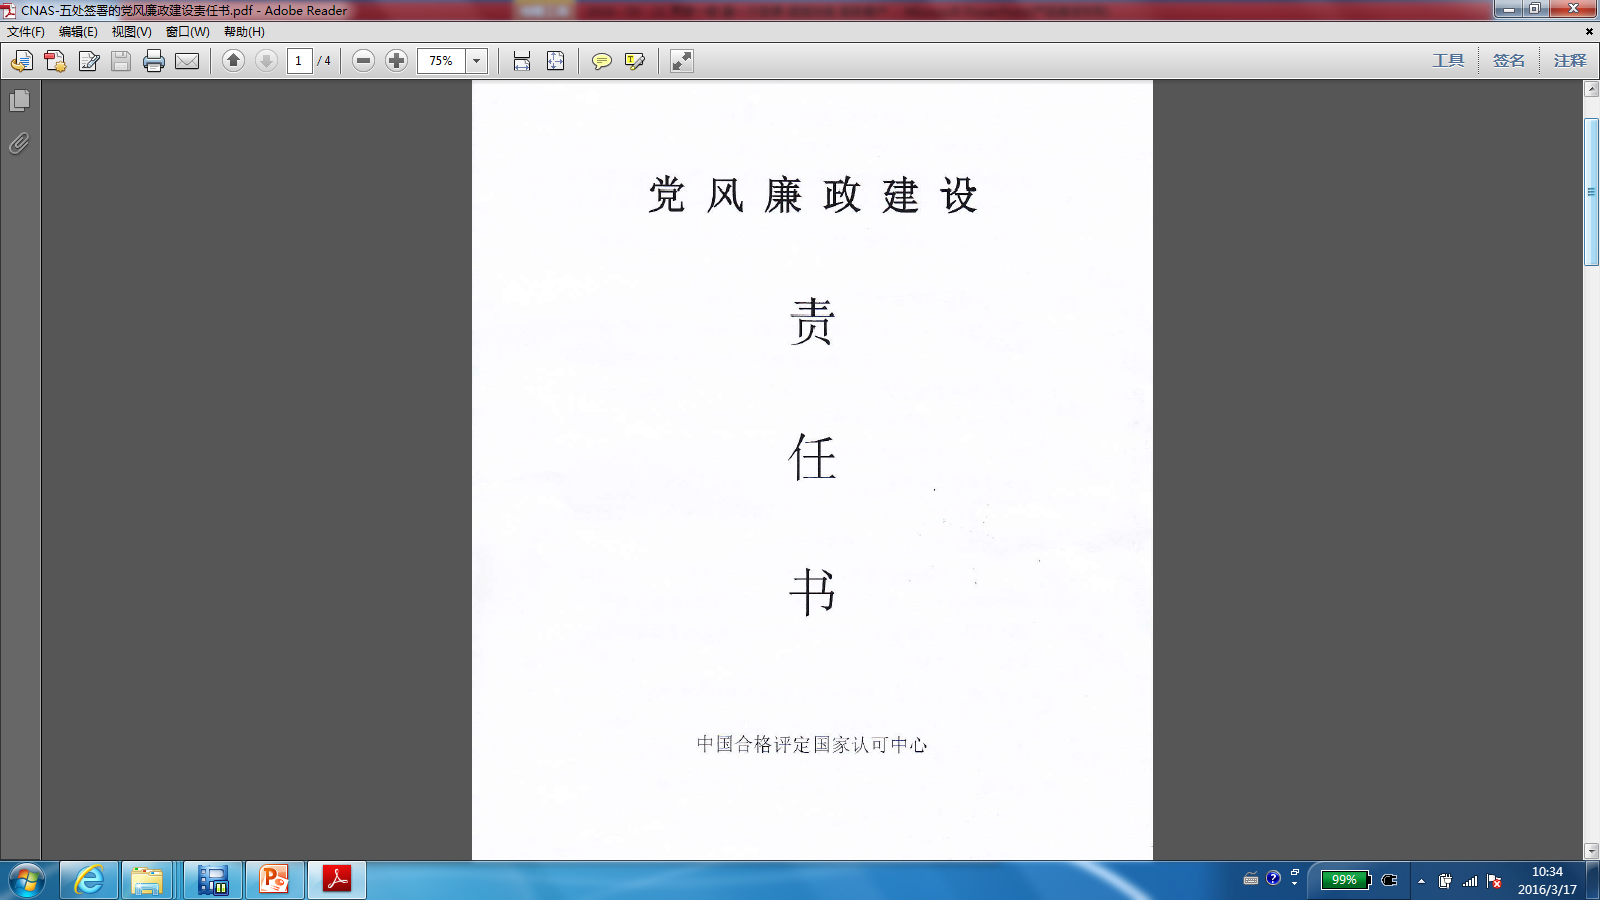 CNAS-五处签署的党风廉政建设责任书.pdf - Adobe Reader
文件(F) 编辑(E) 视图(V) 窗口(W) 帮助(H)
1 / 4 75% 工具 签名 注释
党风廉政建设
责
任
书
中国合格评定国家认可中心
99%
10:34
2016/3/17